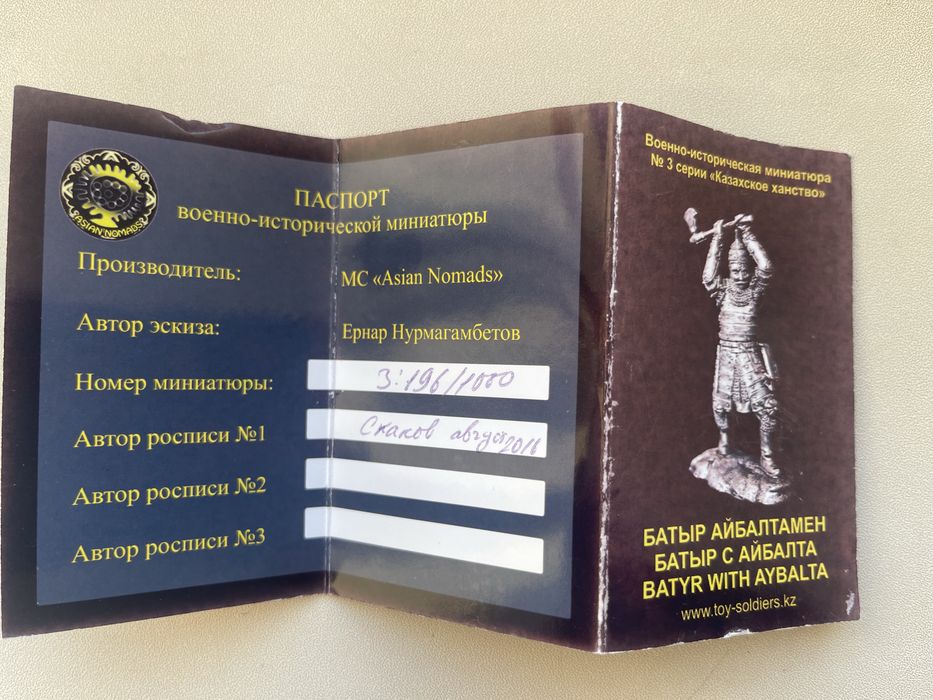 ASIAN NOMADS
ПАСПОРТ
военно-исторической миниатюры
Производитель: МС «Asian Nomads»
Автор эскиза: Ернар Нурмагамбетов
Номер миниатюры: 3:196/1000
Автор росписи №1 Скаков август 2016
Автор росписи №2
Автор росписи №3
Военно-историческая миниатюра
№ 3 серии «Казахское ханство»
БАТЫР АЙБАЛТАМЕН
БАТЫР С АЙБАЛТА
BATYR WITH AYBALTA
www.toy-soldiers.kz